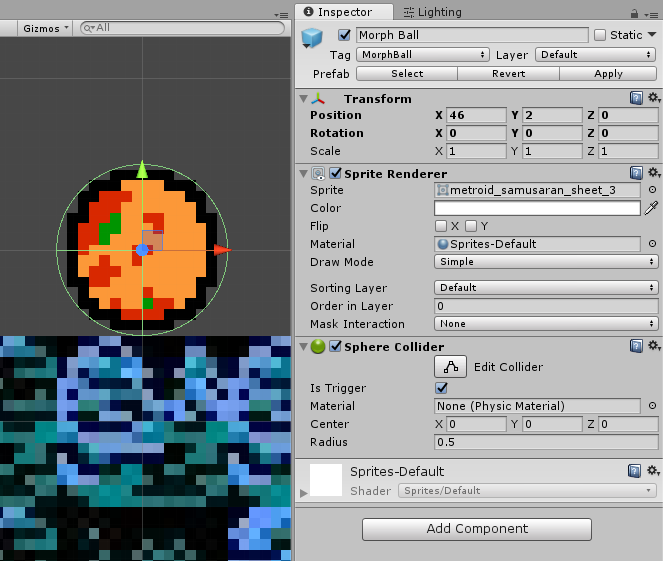 Inspector Lighting
Gizmos All
Morph Ball Static
Tag MorphBall Layer Default
Prefab Select Revert Apply
Transform
Position X 46 Y 2 Z 0
Rotation X 0 Y 0 Z 0
Scale X 1 Y 1 Z 1
Sprite Renderer
Sprite metroid_samusaran_sheet_3
Color
Flip X Y
Material Sprites-Default
Draw Mode Simple
Sorting Layer Default
Order in Layer 0
Mask Interaction None
Sphere Collider
Edit Collider
Is Trigger
Material None (Physic Material)
Center X 0 Y 0 Z 0
Radius 0.5
Sprites-Default
Shader Sprites/Default
Add Component